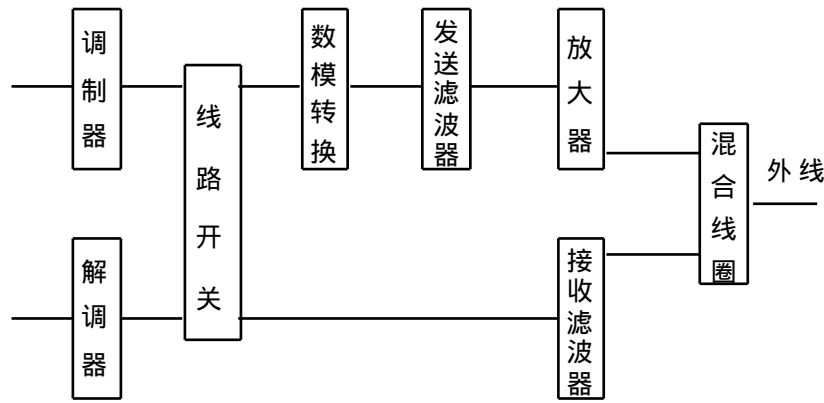 调制器
线路开关
数模转换
发送滤波器
放大器
混合线圈
外线
解调器
接收滤波器